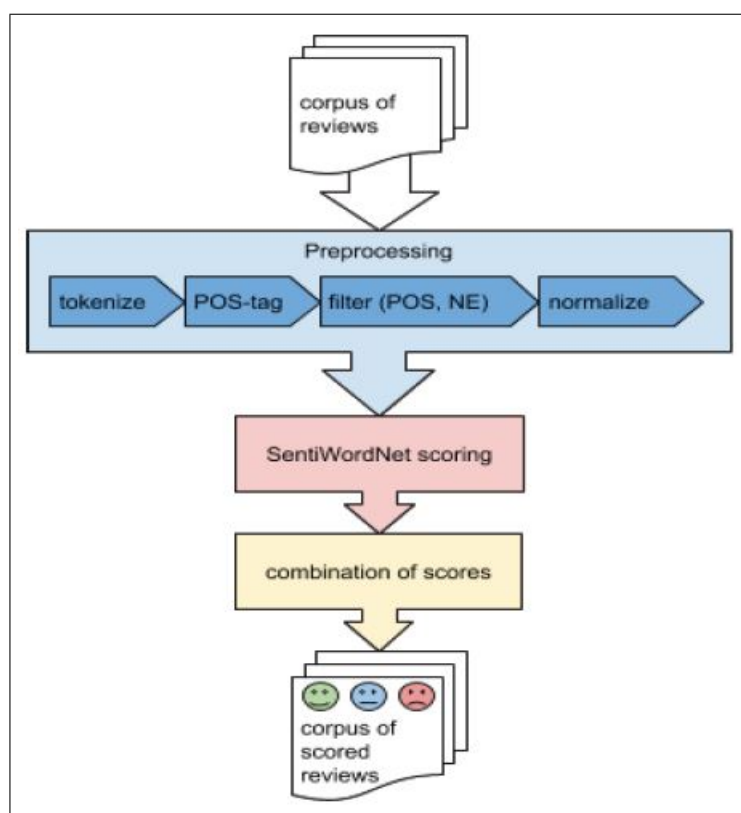 corpus of
reviews
Preprocessing
tokenize
POS-tag
filter (POS, NE)
normalize
SentiWordNet scoring
combination of scores
corpus of
scored
reviews